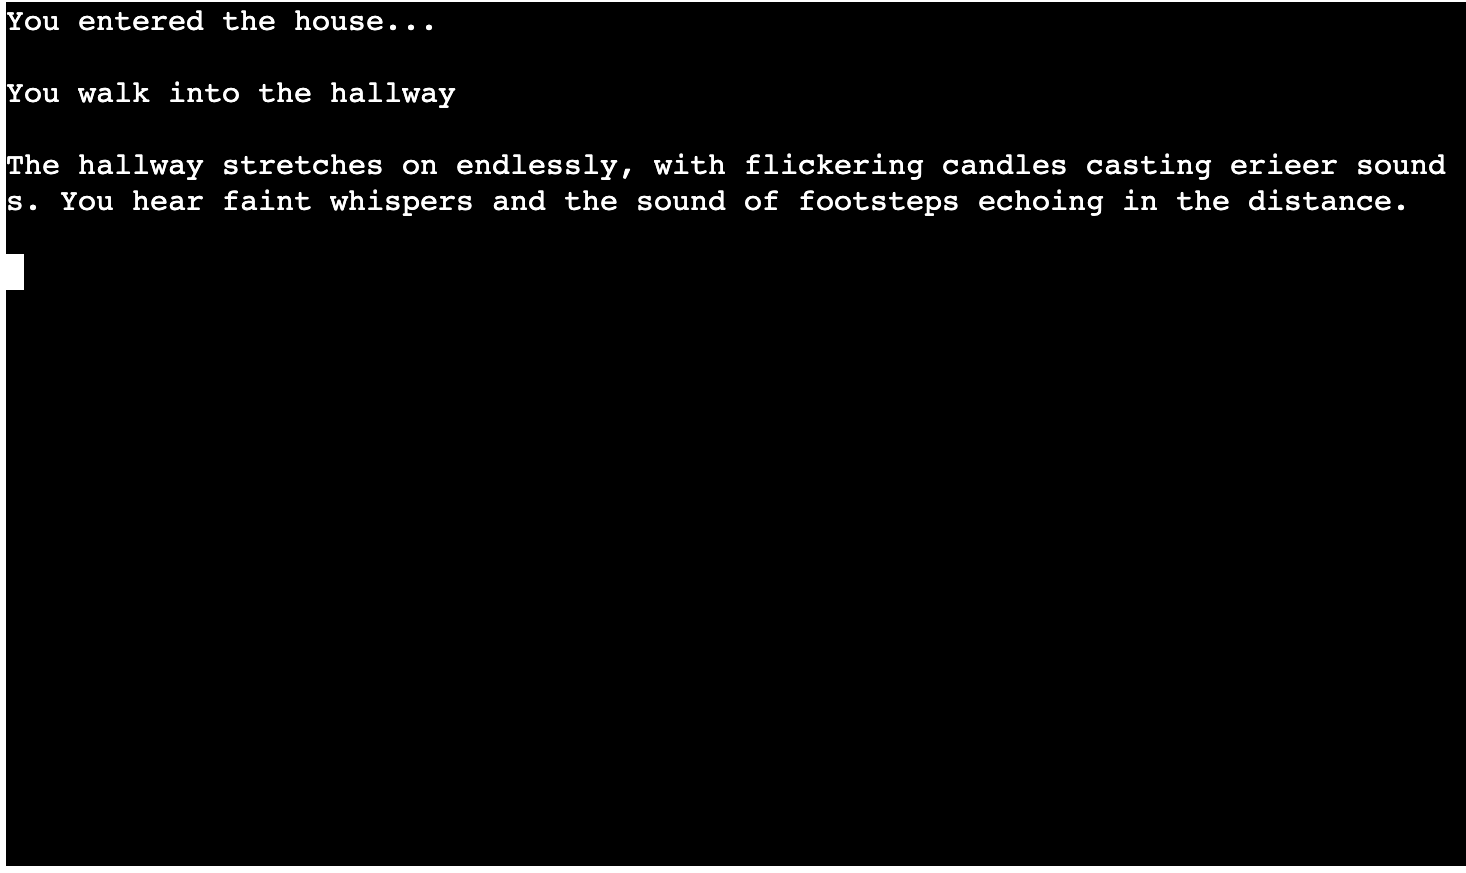 You entered the house...
You walk into the hallway
The hallway stretches on endlessly, with flickering candles casting erieer sound
s. You hear faint whispers and the sound of footsteps echoing in the distance.